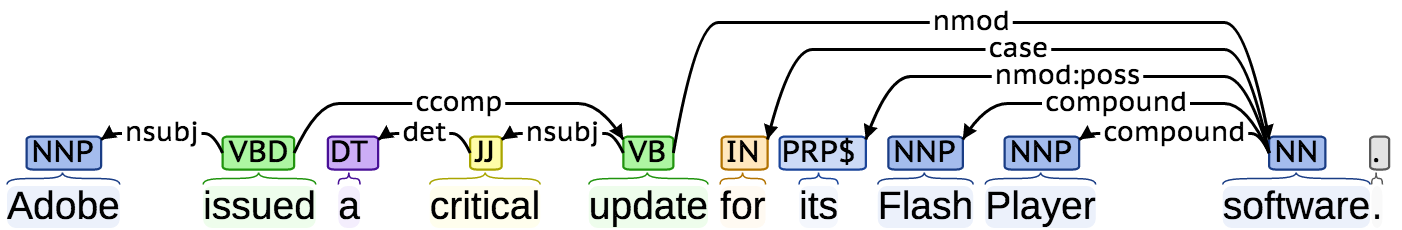 nmod
case
nmod:poss
ccomp compound
nsubj det nsubj compound
NNP VBD DT JJ VB IN PRP$ NNP NNP NN .
Adobe issued a critical update for its Flash Player software.